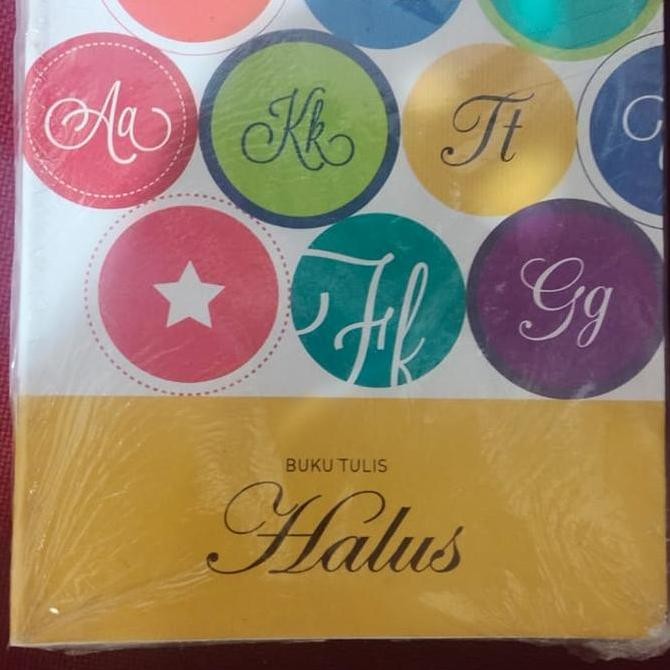 Aa Kk Tt
Ff Gg
BUKU TULIS
Halus